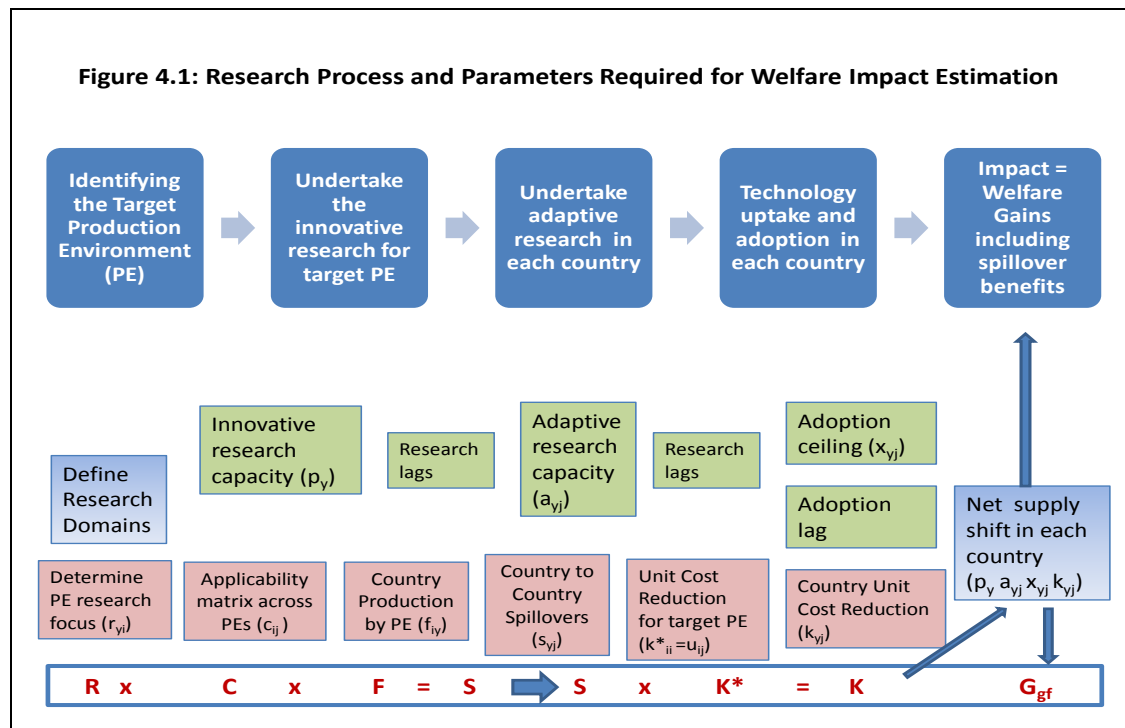 Figure 4.1: Research Process and Parameters Required for Welfare Impact Estimation
Identifying
the Target
Production
Environment
(PE)
Undertake
the
innovative
research for
target PE
Undertake
adaptive
research in
each country
Technology
uptake and
adoption in
each country
Impact =
Welfare
Gains
including
spillover
benefits
Define
Research
Domains
Innovative
research
capacity (py)
Research
lags
Adaptive
research
capacity
(ayj)
Research
lags
Adoption
ceiling (xyj)
Adoption
lag
Net supply
shift in each
country
(py ayj xyj kyj)
Determine
PE research
focus (ryi)
Applicability
matrix across
PEs (cij )
Country
Production
by PE (fiy)
Country to
Country
Spillovers
(syj)
Unit Cost
Reduction
for target PE
(k*ii =uij)
Country Unit
Cost Reduction
(kyj)
R x C x F = S S x K* = K Ggf